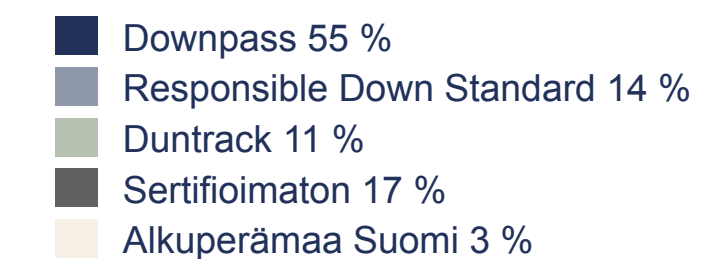 Downpass 55 %
Responsible Down Standard 14 %
Duntrack 11 %
Sertifioimaton 17 %
Alkuperämaa Suomi 3 %